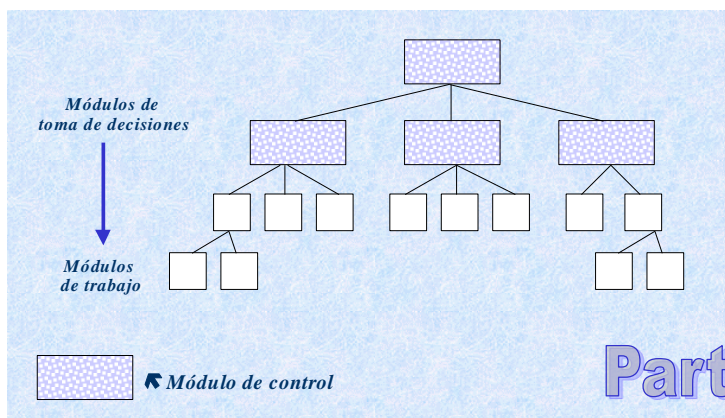 Módulos de
toma de decisiones
Módulos
de trabajo
Módulo de control
Part